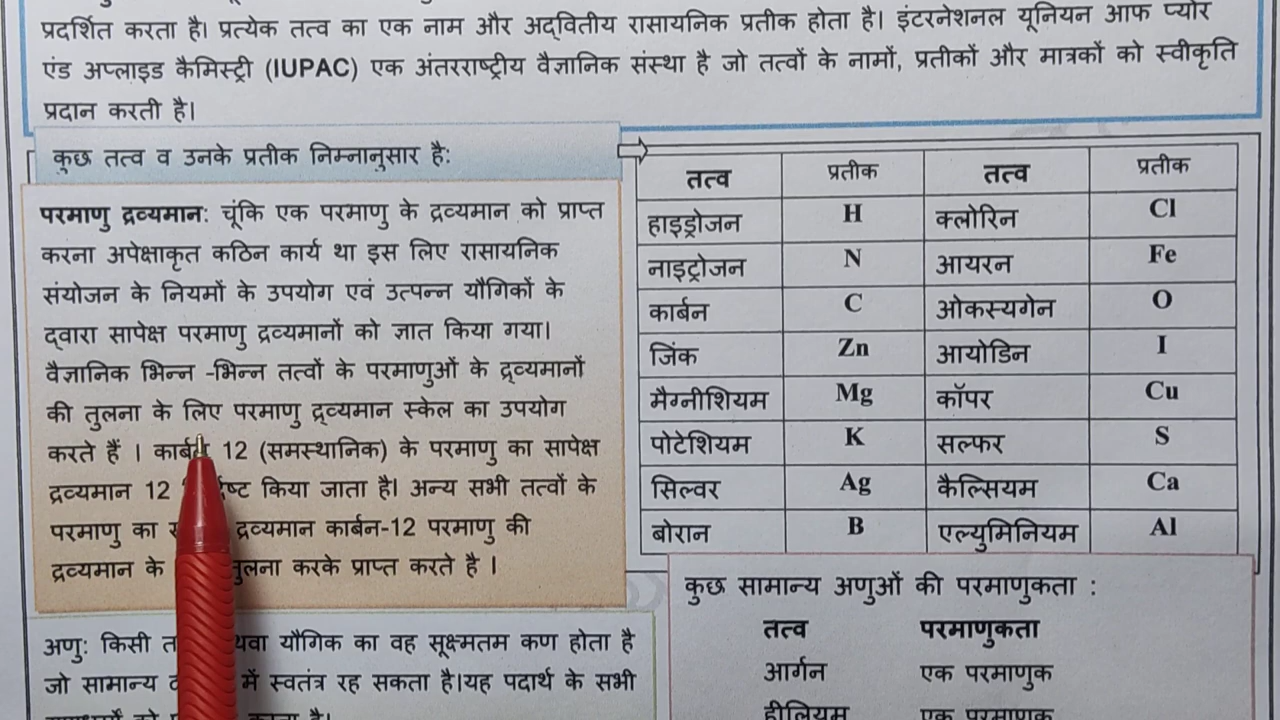 प्रदर्शित करता है। प्रत्येक तत्व का एक नाम और अद्वितीय रासायनिक प्रतीक होता है। इंटरनेशनल यूनियन आफ प्योर
एंड अप्लाइड कैमिस्ट्री (IUPAC) एक अंतरराष्ट्रीय वैज्ञानिक संस्था है जो तत्वों के नामों, प्रतीकों और मात्रकों को स्वीकृति
प्रदान करती है।
कुछ तत्व व उनके प्रतीक निम्नानुसार है:
परमाणु द्रव्यमान: चूंकि एक परमाणु के द्रव्यमान को प्राप्त
करना अपेक्षाकृत कठिन कार्य था इस लिए रासायनिक
संयोजन के नियमों के उपयोग एवं उत्पन्न यौगिकों के
द्वारा सापेक्ष परमाणु द्रव्यमानों को ज्ञात किया गया।
वैज्ञानिक भिन्न -भिन्न तत्वों के परमाणुओं के द्र्व्यमानों
की तुलना के लिए परमाणु द्र्व्यमान स्केल का उपयोग
करते हैं । 12 (समस्थानिक) के परमाणु का सापेक्ष
द्रव्यमान 12 किया जाता है। अन्य सभी तत्वों के
परमाणु का द्रव्यमान कार्बन-12 परमाणु की
द्रव्यमान के तुलना करके प्राप्त करते है ।
अणु: किसी यौगिक का वह सूक्ष्मतम कण होता है
जो सामान्य में स्वतंत्र रह सकता है।यह पदार्थ के सभी
तत्व प्रतीक तत्व प्रतीक
हाइड्रोजन H क्लोरिन Cl
नाइट्रोजन N आयरन Fe
कार्बन C ओकस्यगेन O
जिंक Zn आयोडिन I
मैग्नीशियम Mg कॉपर Cu
पोटेशियम K सल्फर S
सिल्वर Ag कैल्सियम Ca
बोरान B एल्युमिनियम Al
कुछ सामान्य अणुओं की परमाणुकता :
तत्व परमाणुकता
आर्गन एक परमाणुक
हीलियम एक परमाणुक